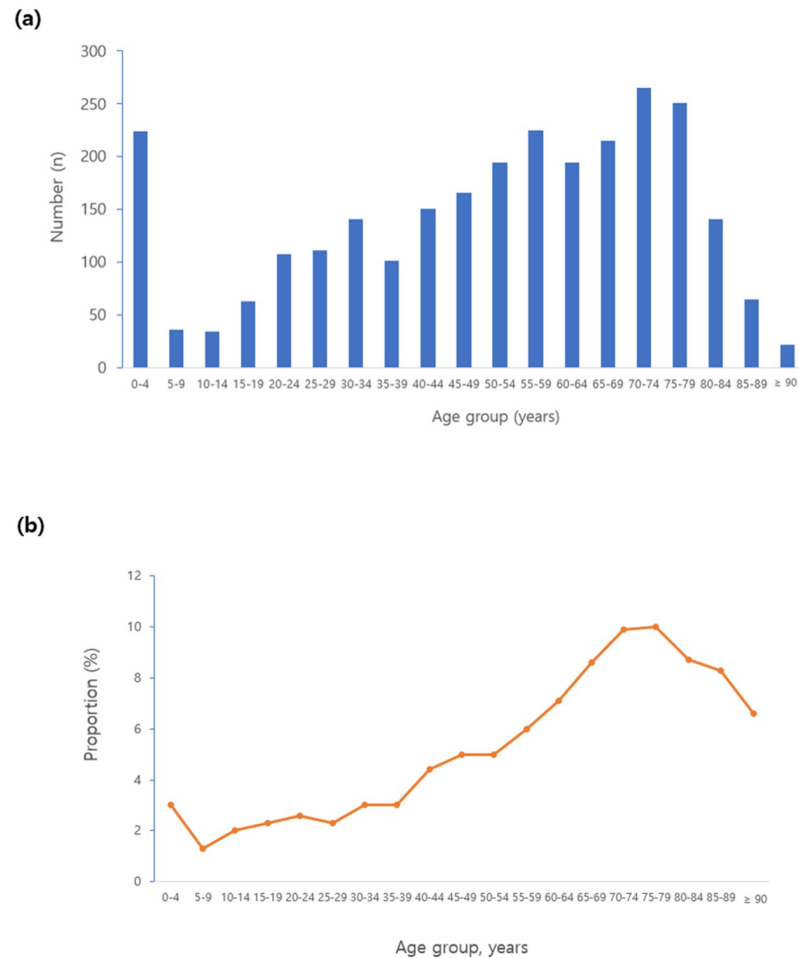 (a)
300
250
200
150
100
50
0
Number (n)
0-4 5-9 10-14 15-19 20-24 25-29 30-34 35-39 40-44 45-49 50-54 55-59 60-64 65-69 70-74 75-79 80-84 85-89 ≥ 90
Age group (years)
(b)
12
10
8
6
4
2
0
Proportion (%)
0-4 5-9 10-14 15-19 20-24 25-29 30-34 35-39 40-44 45-49 50-54 55-59 60-64 65-69 70-74 75-79 80-84 85-89 ≥ 90
Age group, years